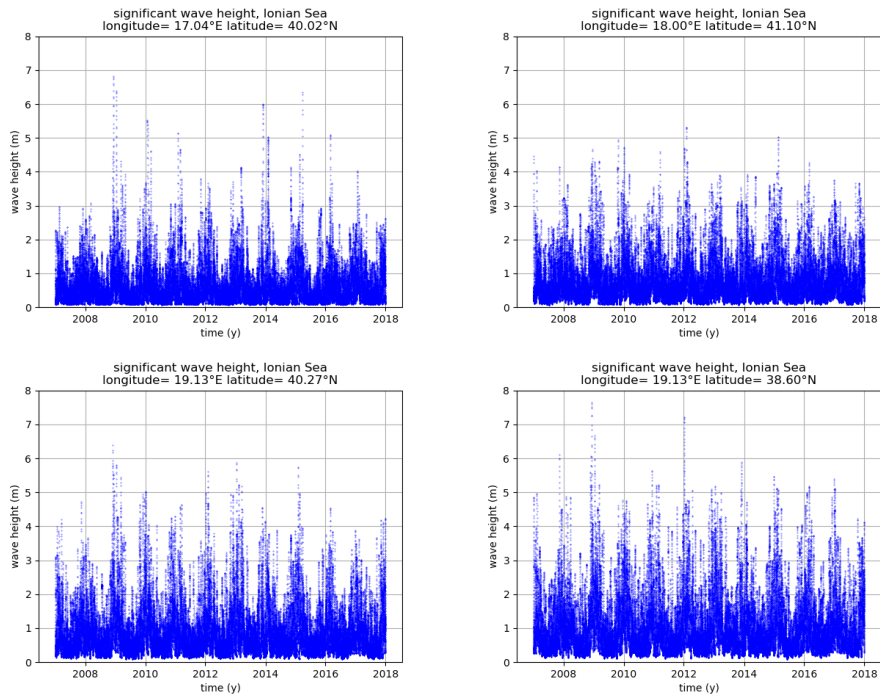 significant wave height, Ionian Sea
longitude= 17.04°E latitude= 40.02°N
8
7
6
5
4
3
2
1
0
wave height (m)
2008 2010 2012 2014 2016 2018
time (y)
significant wave height, Ionian Sea
longitude= 18.00°E latitude= 41.10°N
8
7
6
5
4
3
2
1
0
wave height (m)
2008 2010 2012 2014 2016 2018
time (y)
significant wave height, Ionian Sea
longitude= 19.13°E latitude= 40.27°N
8
7
6
5
4
3
2
1
0
wave height (m)
2008 2010 2012 2014 2016 2018
time (y)
significant wave height, Ionian Sea
longitude= 19.13°E latitude= 38.60°N
8
7
6
5
4
3
2
1
0
wave height (m)
2008 2010 2012 2014 2016 2018
time (y)